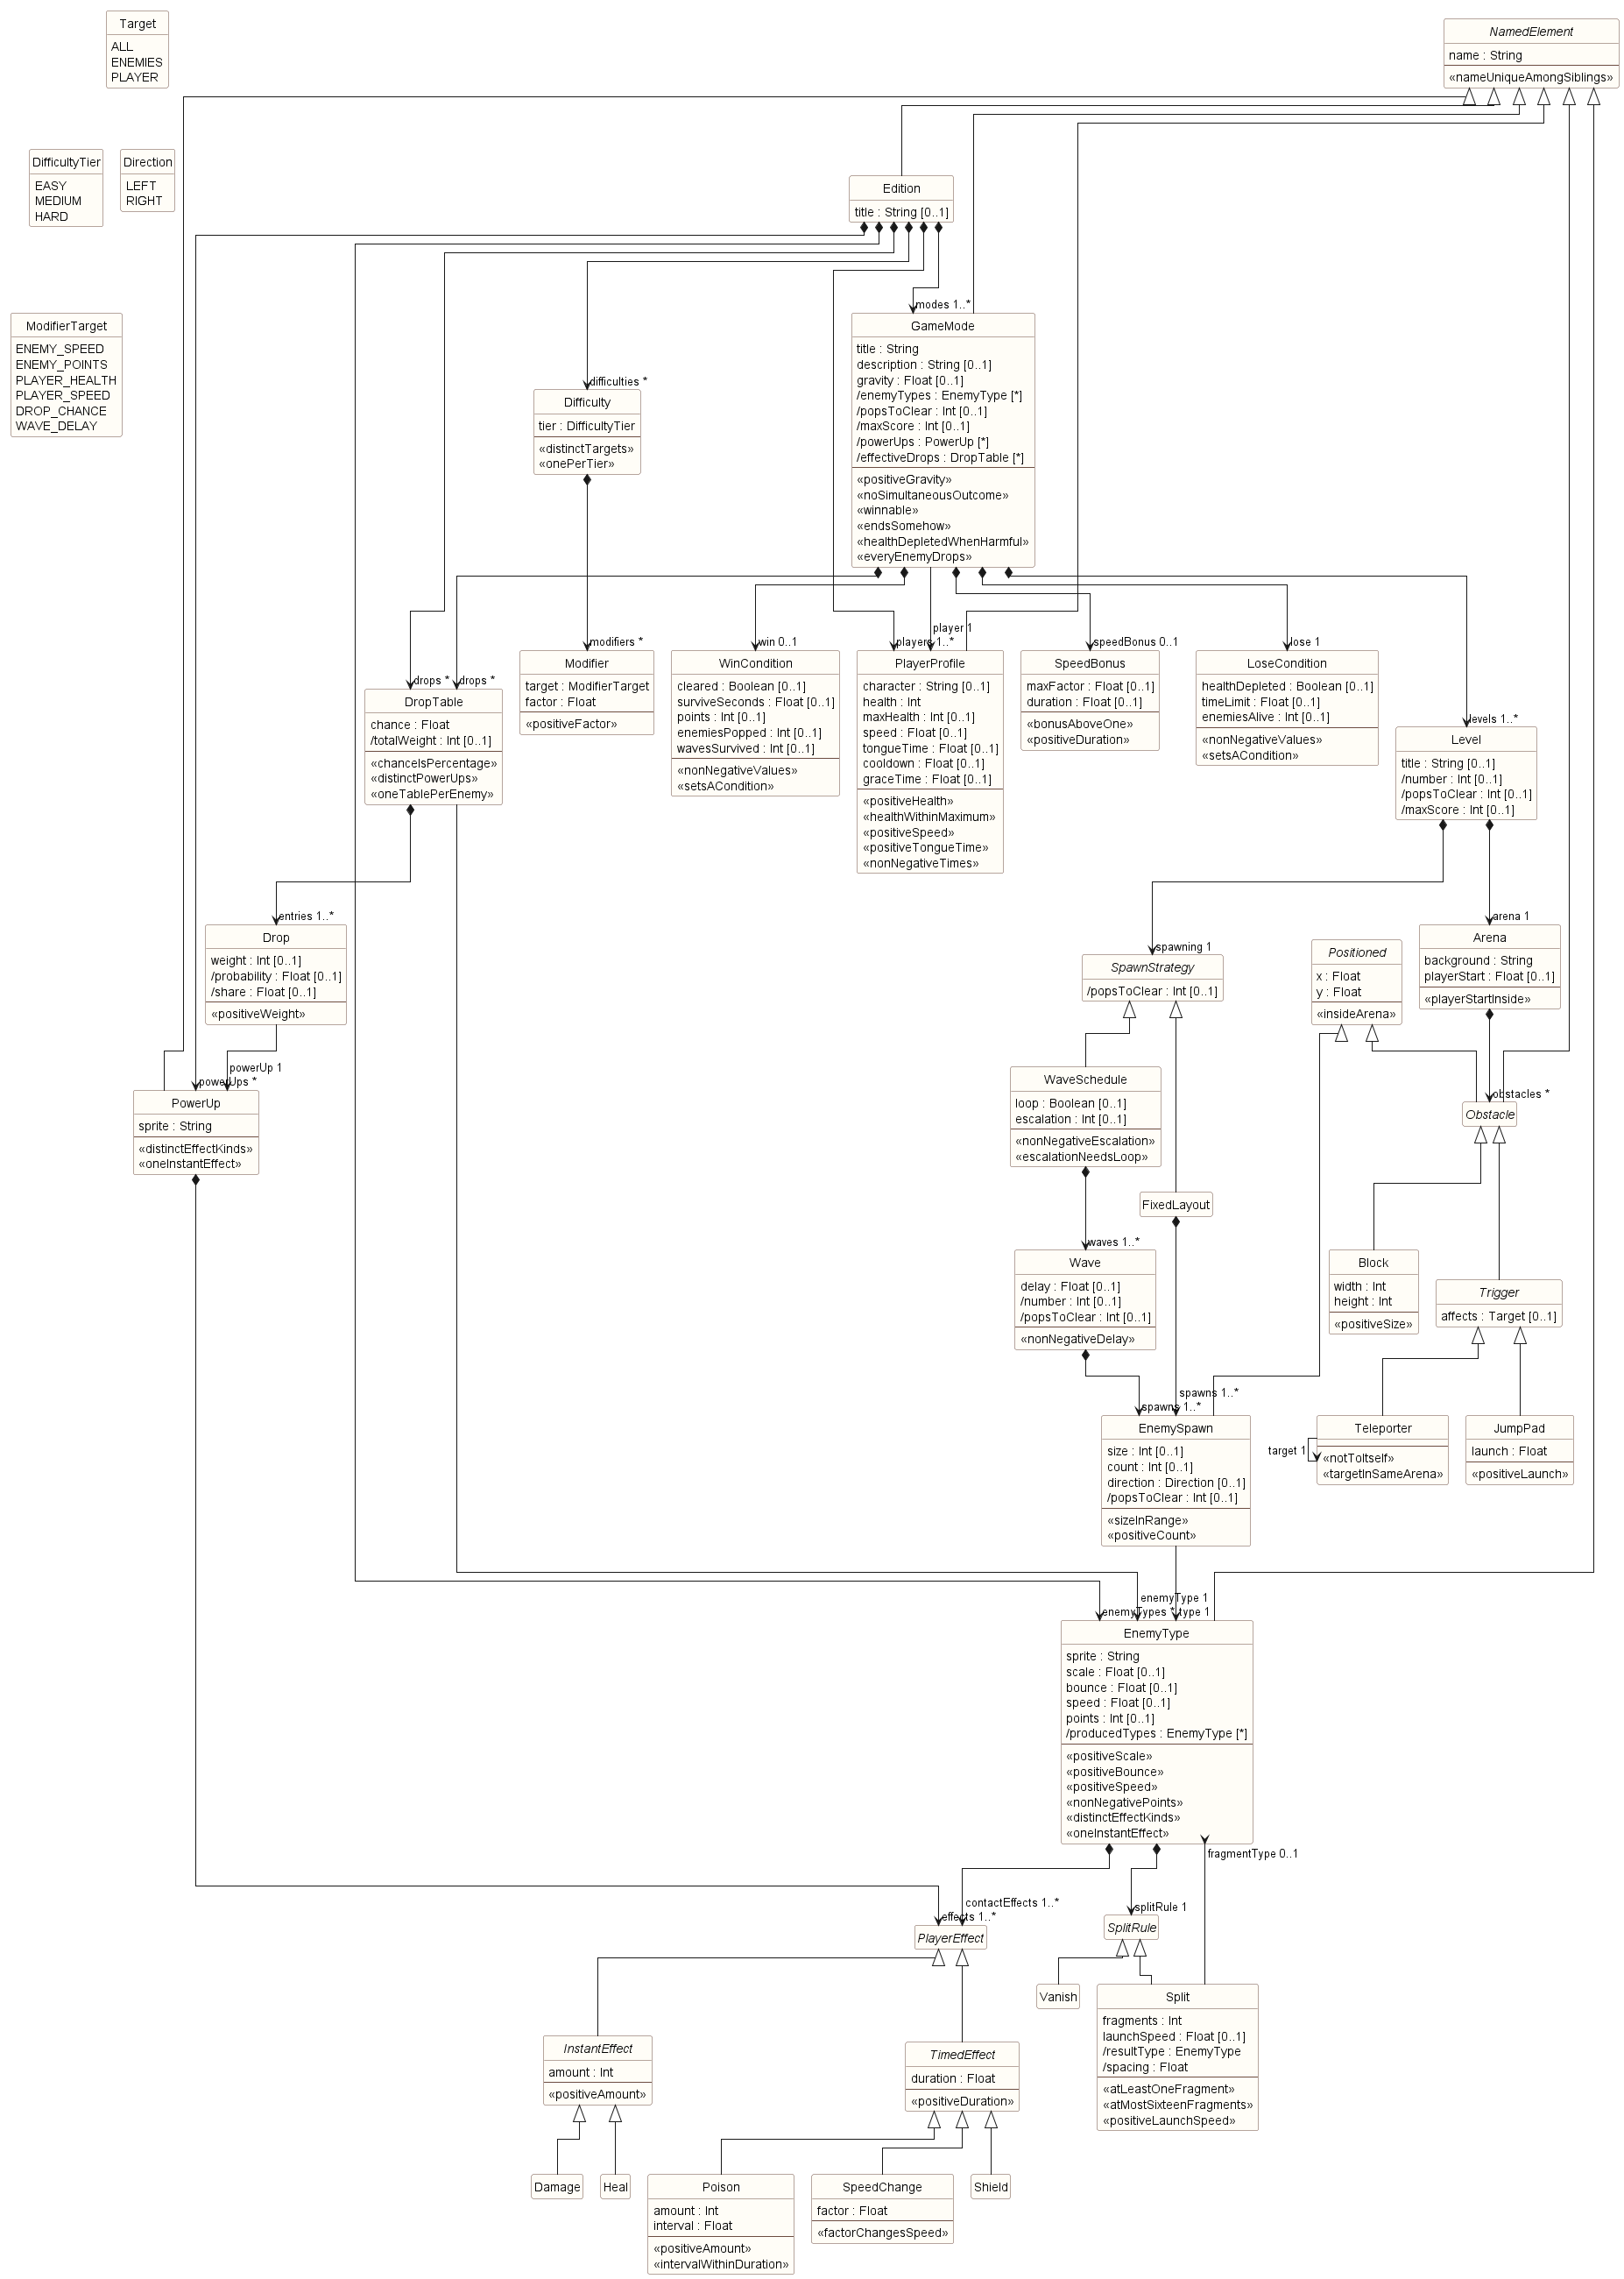 Target
ALL
ENEMIES
PLAYER
NamedElement
name : String
«nameUniqueAmongSiblings»
DifficultyTier
EASY
MEDIUM
HARD
Direction
LEFT
RIGHT
Edition
title : String [0..1]
ModifierTarget
ENEMY_SPEED
ENEMY_POINTS
PLAYER_HEALTH
PLAYER_SPEED
DROP_CHANCE
WAVE_DELAY
modes 1..*
GameMode
title : String
description : String [0..1]
gravity : Float [0..1]
/enemyTypes : EnemyType [*]
/popsToClear : Int [0..1]
/maxScore : Int [0..1]
/powerUps : PowerUp [*]
/effectiveDrops : DropTable [*]
«positiveGravity»
«noSimultaneousOutcome»
«winnable»
«endsSomehow»
«healthDepletedWhenHarmful»
«everyEnemyDrops»
difficulties *
Difficulty
tier : DifficultyTier
«distinctTargets»
«onePerTier»
drops *
drops *
DropTable
chance : Float
/totalWeight : Int [0..1]
«chanceIsPercentage»
«distinctPowerUps»
«oneTablePerEnemy»
modifiers *
Modifier
target : ModifierTarget
factor : Float
«positiveFactor»
win 0..1
WinCondition
cleared : Boolean [0..1]
surviveSeconds : Float [0..1]
points : Int [0..1]
enemiesPopped : Int [0..1]
wavesSurvived : Int [0..1]
«nonNegativeValues»
«setsACondition»
player 1
players 1..*
PlayerProfile
character : String [0..1]
health : Int
maxHealth : Int [0..1]
speed : Float [0..1]
tongueTime : Float [0..1]
cooldown : Float [0..1]
graceTime : Float [0..1]
«positiveHealth»
«healthWithinMaximum»
«positiveSpeed»
«positiveTongueTime»
«nonNegativeTimes»
speedBonus 0..1
SpeedBonus
maxFactor : Float [0..1]
duration : Float [0..1]
«bonusAboveOne»
«positiveDuration»
lose 1
LoseCondition
healthDepleted : Boolean [0..1]
timeLimit : Float [0..1]
enemiesAlive : Int [0..1]
«nonNegativeValues»
«setsACondition»
levels 1..*
Level
title : String [0..1]
/number : Int [0..1]
/popsToClear : Int [0..1]
/maxScore : Int [0..1]
entries 1..*
Drop
weight : Int [0..1]
/probability : Float [0..1]
/share : Float [0..1]
«positiveWeight»
spawning 1
SpawnStrategy
/popsToClear : Int [0..1]
Positioned
x : Float
y : Float
«insideArena»
arena 1
Arena
background : String
playerStart : Float [0..1]
«playerStartInside»
powerUp 1
powerUps *
PowerUp
sprite : String
«distinctEffectKinds»
«oneInstantEffect»
WaveSchedule
loop : Boolean [0..1]
escalation : Int [0..1]
«nonNegativeEscalation»
«escalationNeedsLoop»
obstacles *
Obstacle
FixedLayout
waves 1..*
Wave
delay : Float [0..1]
/number : Int [0..1]
/popsToClear : Int [0..1]
«nonNegativeDelay»
Block
width : Int
height : Int
«positiveSize»
Trigger
affects : Target [0..1]
spawns 1..*
spawns 1..*
EnemySpawn
size : Int [0..1]
count : Int [0..1]
direction : Direction [0..1]
/popsToClear : Int [0..1]
«sizeInRange»
«positiveCount»
target 1
Teleporter
«notToItself»
«targetInSameArena»
JumpPad
launch : Float
«positiveLaunch»
enemyType 1
enemyTypes *
type 1
EnemyType
sprite : String
scale : Float [0..1]
bounce : Float [0..1]
speed : Float [0..1]
points : Int [0..1]
/producedTypes : EnemyType [*]
«positiveScale»
«positiveBounce»
«positiveSpeed»
«nonNegativePoints»
«distinctEffectKinds»
«oneInstantEffect»
fragmentType 0..1
contactEffects 1..*
effects 1..*
PlayerEffect
splitRule 1
SplitRule
Vanish
Split
fragments : Int
launchSpeed : Float [0..1]
/resultType : EnemyType
/spacing : Float
«atLeastOneFragment»
«atMostSixteenFragments»
«positiveLaunchSpeed»
InstantEffect
amount : Int
«positiveAmount»
TimedEffect
duration : Float
«positiveDuration»
Damage
Heal
Poison
amount : Int
interval : Float
«positiveAmount»
«intervalWithinDuration»
SpeedChange
factor : Float
«factorChangesSpeed»
Shield